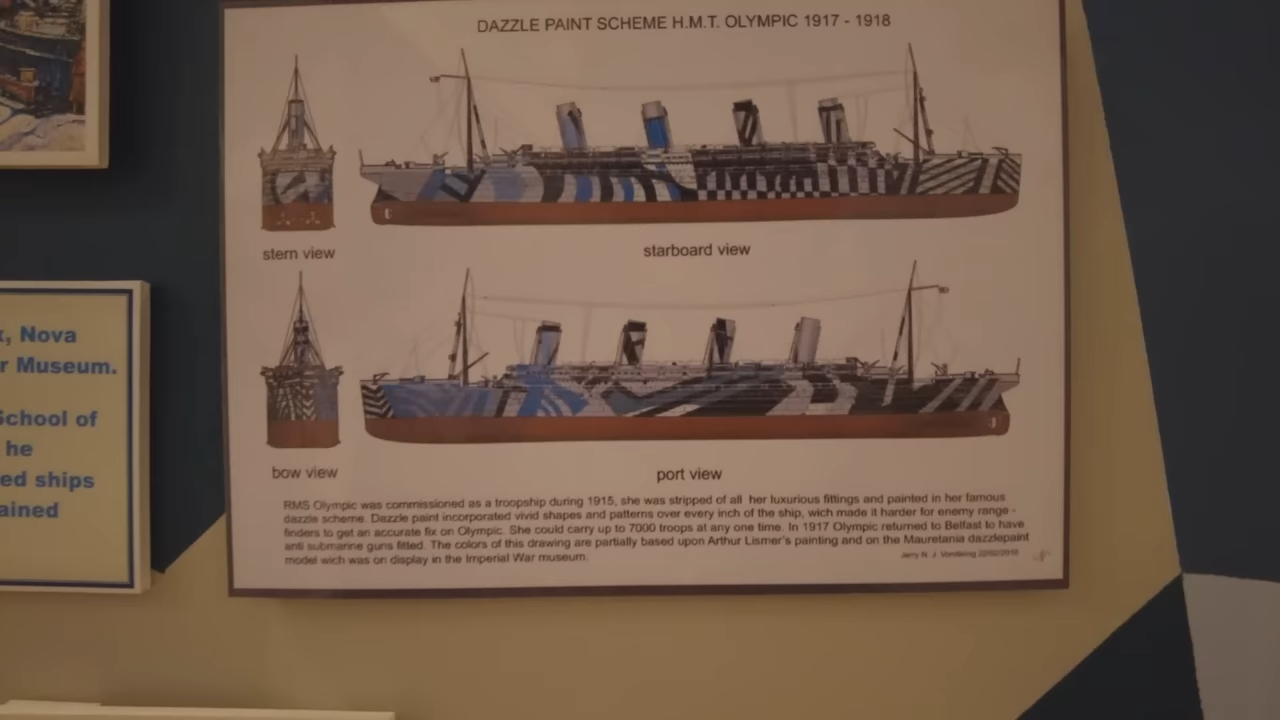 DAZZLE PAINT SCHEME H.M.T. OLYMPIC 1917 - 1918
stern view
starboard view
bow view
port view
RMS Olympic was commissioned as a troopship during 1915, she was stripped of all her luxurious fittings and painted in her famous
dazzle scheme. Dazzle paint incorporated vivid shapes and patterns over every inch of the ship, wich made it harder for enemy range -
finders to get an accurate fix on Olympic. She could carry up to 7000 troops at any one time. In 1917 Olympic returned to Belfast to have
anti submarine guns fitted. The colors of this drawing are partially based upon Arthur Lismer's painting and on the Mauretania dazzlepaint
model wich was on display in the Imperial War museum.
Jerry N. J.
, Nova
r Museum.
School of
he
ed ships
ained